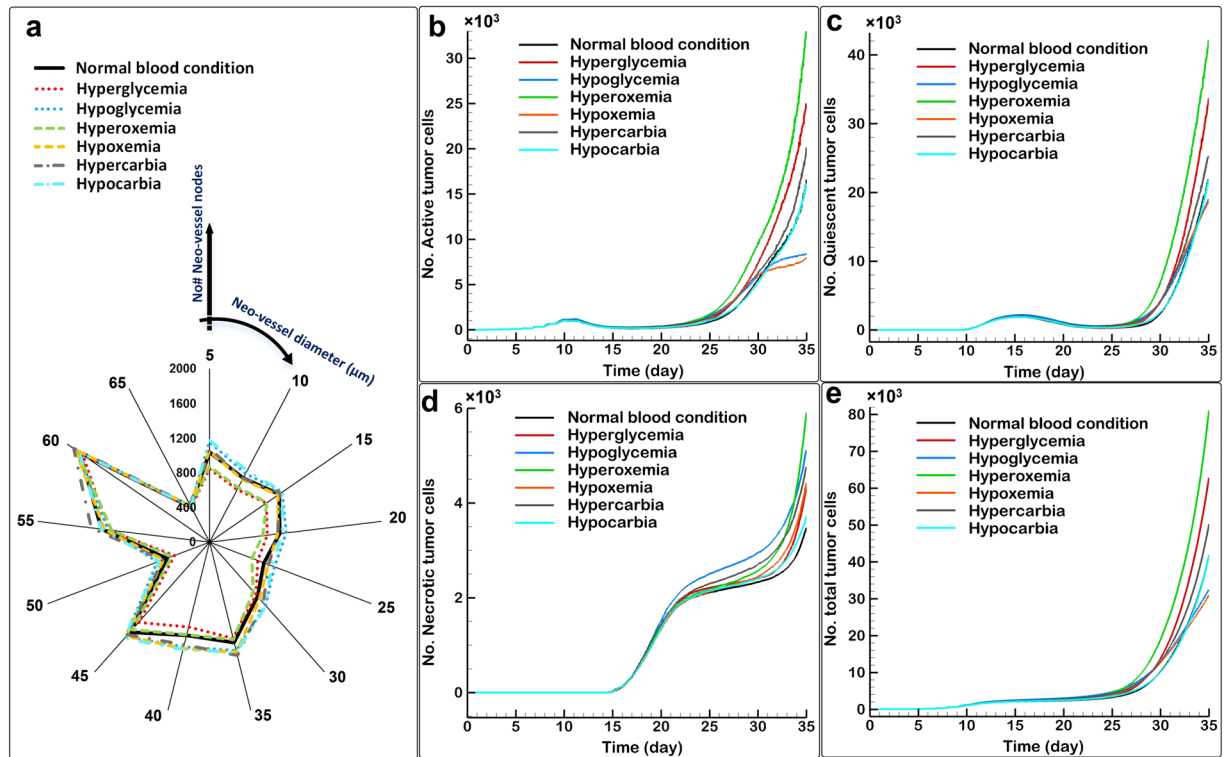 a
Normal blood condition
Hyperglycemia
Hypoglycemia
Hyperoxemia
Hypoxemia
Hypercarbia
Hypocarbia
No# Neo-vessel nodes
Neo-vessel diameter (µm)
5
10
15
20
25
30
35
40
45
50
55
60
65
2000
1600
1200
800
400
0
b
×10³
Normal blood condition
Hyperglycemia
Hypoglycemia
Hyperoxemia
Hypoxemia
Hypercarbia
Hypocarbia
No. Active tumor cells
30
25
20
15
10
5
0
0 5 10 15 20 25 30 35
Time (day)
c
×10³
Normal blood condition
Hyperglycemia
Hypoglycemia
Hyperoxemia
Hypoxemia
Hypercarbia
Hypocarbia
No. Quiescent tumor cells
40
30
20
10
0
0 5 10 15 20 25 30 35
Time (day)
d
×10³
Normal blood condition
Hyperglycemia
Hypoglycemia
Hyperoxemia
Hypoxemia
Hypercarbia
Hypocarbia
No. Necrotic tumor cells
6
4
2
0
0 5 10 15 20 25 30 35
Time (day)
e
×10³
Normal blood condition
Hyperglycemia
Hypoglycemia
Hyperoxemia
Hypoxemia
Hypercarbia
Hypocarbia
No. total tumor cells
80
70
60
50
40
30
20
10
0
0 5 10 15 20 25 30 35
Time (day)